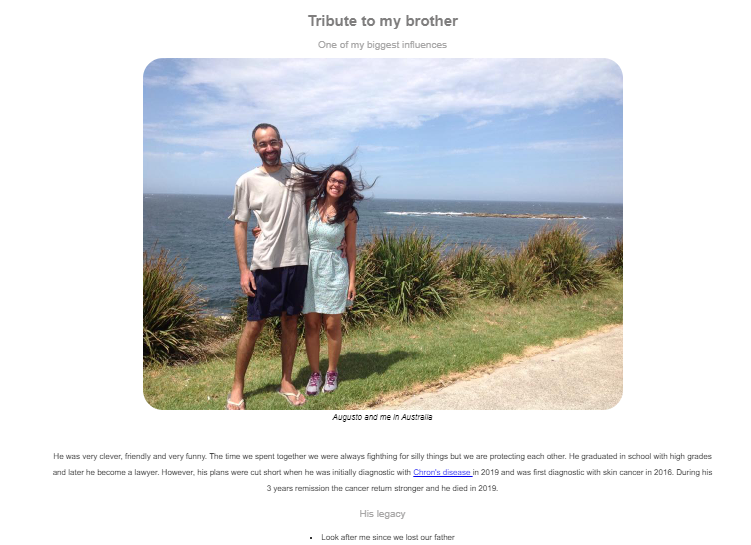 Tribute to my brother
One of my biggest influences
Augusto and me in Australia
He was very clever, friendly and very funny. The time we spent together we were always fighthing for silly things but we are protecting each other. He graduated in school with high grades
and later he become a lawyer. However, his plans were cut short when he was initially diagnostic with Chron's disease in 2019 and was first diagnostic with skin cancer in 2016. During his
3 years remission the cancer return stronger and he died in 2019.
His legacy
• Look after me since we lost our father